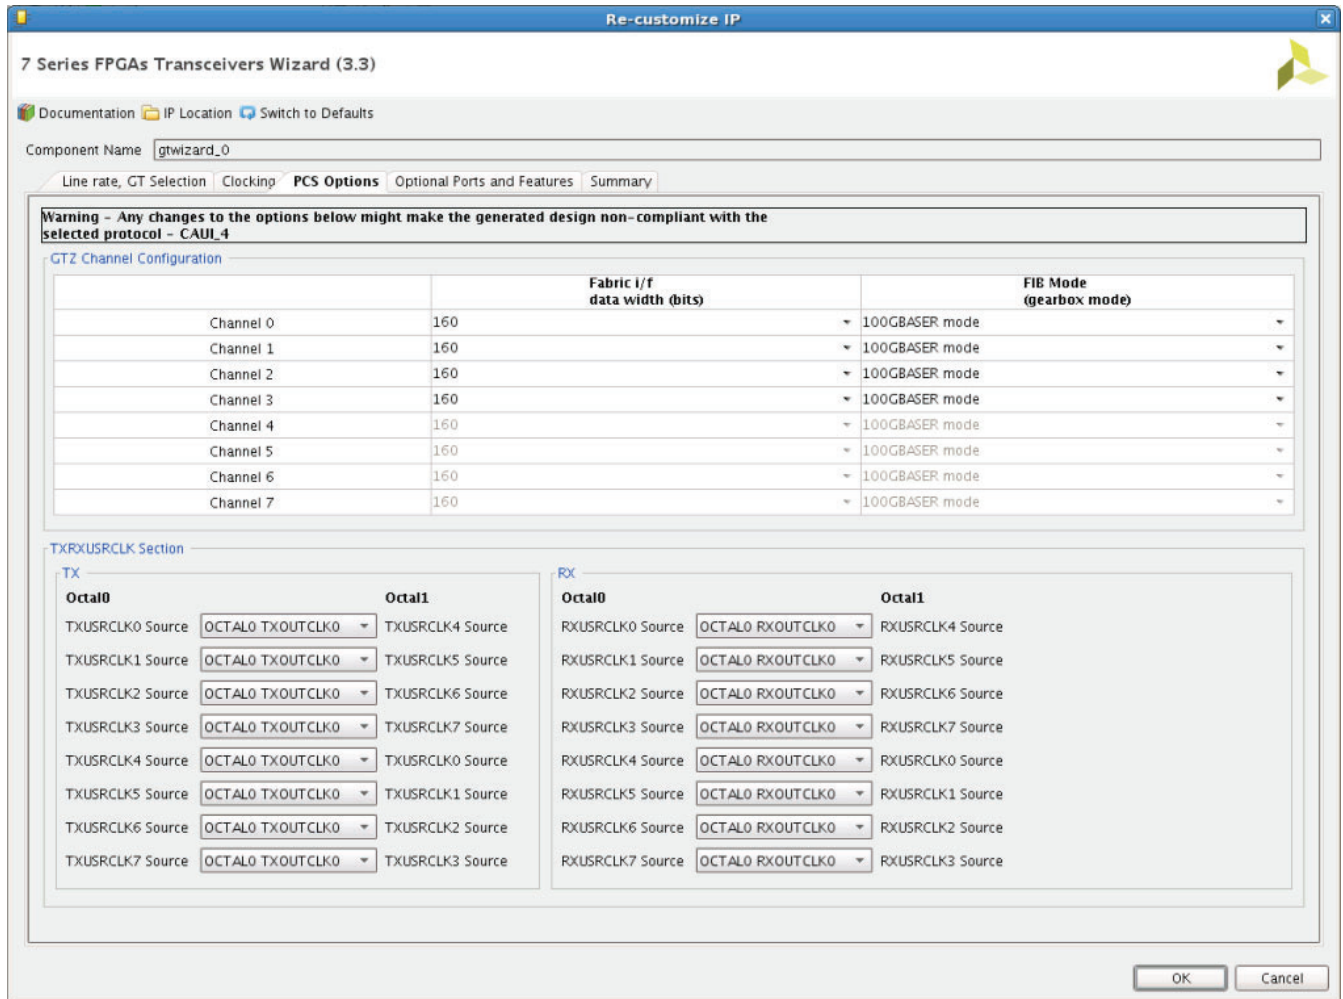 Re-customize IP
7 Series FPGAs Transceivers Wizard (3.3)
Documentation IP Location Switch to Defaults
Component Name gtwizard_0
Line rate, GT Selection Clocking PCS Options Optional Ports and Features Summary
Warning - Any changes to the options below might make the generated design non-compliant with the
selected protocol - CAUI_4
GTZ Channel Configuration
Fabric i/f FIB Mode
data width (bits) (gearbox mode)
Channel 0 160 100GBASER mode
Channel 1 160 100GBASER mode
Channel 2 160 100GBASER mode
Channel 3 160 100GBASER mode
Channel 4 160 100GBASER mode
Channel 5 160 100GBASER mode
Channel 6 160 100GBASER mode
Channel 7 160 100GBASER mode
TXRXUSRCLK Section
TX RX
Octal0 Octal1 Octal0 Octal1
TXUSRCLK0 Source OCTAL0 TXOUTCLK0 TXUSRCLK4 Source RXUSRCLK0 Source OCTAL0 RXOUTCLK0 RXUSRCLK4 Source
TXUSRCLK1 Source OCTAL0 TXOUTCLK0 TXUSRCLK5 Source RXUSRCLK1 Source OCTAL0 RXOUTCLK0 RXUSRCLK5 Source
TXUSRCLK2 Source OCTAL0 TXOUTCLK0 TXUSRCLK6 Source RXUSRCLK2 Source OCTAL0 RXOUTCLK0 RXUSRCLK6 Source
TXUSRCLK3 Source OCTAL0 TXOUTCLK0 TXUSRCLK7 Source RXUSRCLK3 Source OCTAL0 RXOUTCLK0 RXUSRCLK7 Source
TXUSRCLK4 Source OCTAL0 TXOUTCLK0 TXUSRCLK0 Source RXUSRCLK4 Source OCTAL0 RXOUTCLK0 RXUSRCLK0 Source
TXUSRCLK5 Source OCTAL0 TXOUTCLK0 TXUSRCLK1 Source RXUSRCLK5 Source OCTAL0 RXOUTCLK0 RXUSRCLK1 Source
TXUSRCLK6 Source OCTAL0 TXOUTCLK0 TXUSRCLK2 Source RXUSRCLK6 Source OCTAL0 RXOUTCLK0 RXUSRCLK2 Source
TXUSRCLK7 Source OCTAL0 TXOUTCLK0 TXUSRCLK3 Source RXUSRCLK7 Source OCTAL0 RXOUTCLK0 RXUSRCLK3 Source
OK Cancel